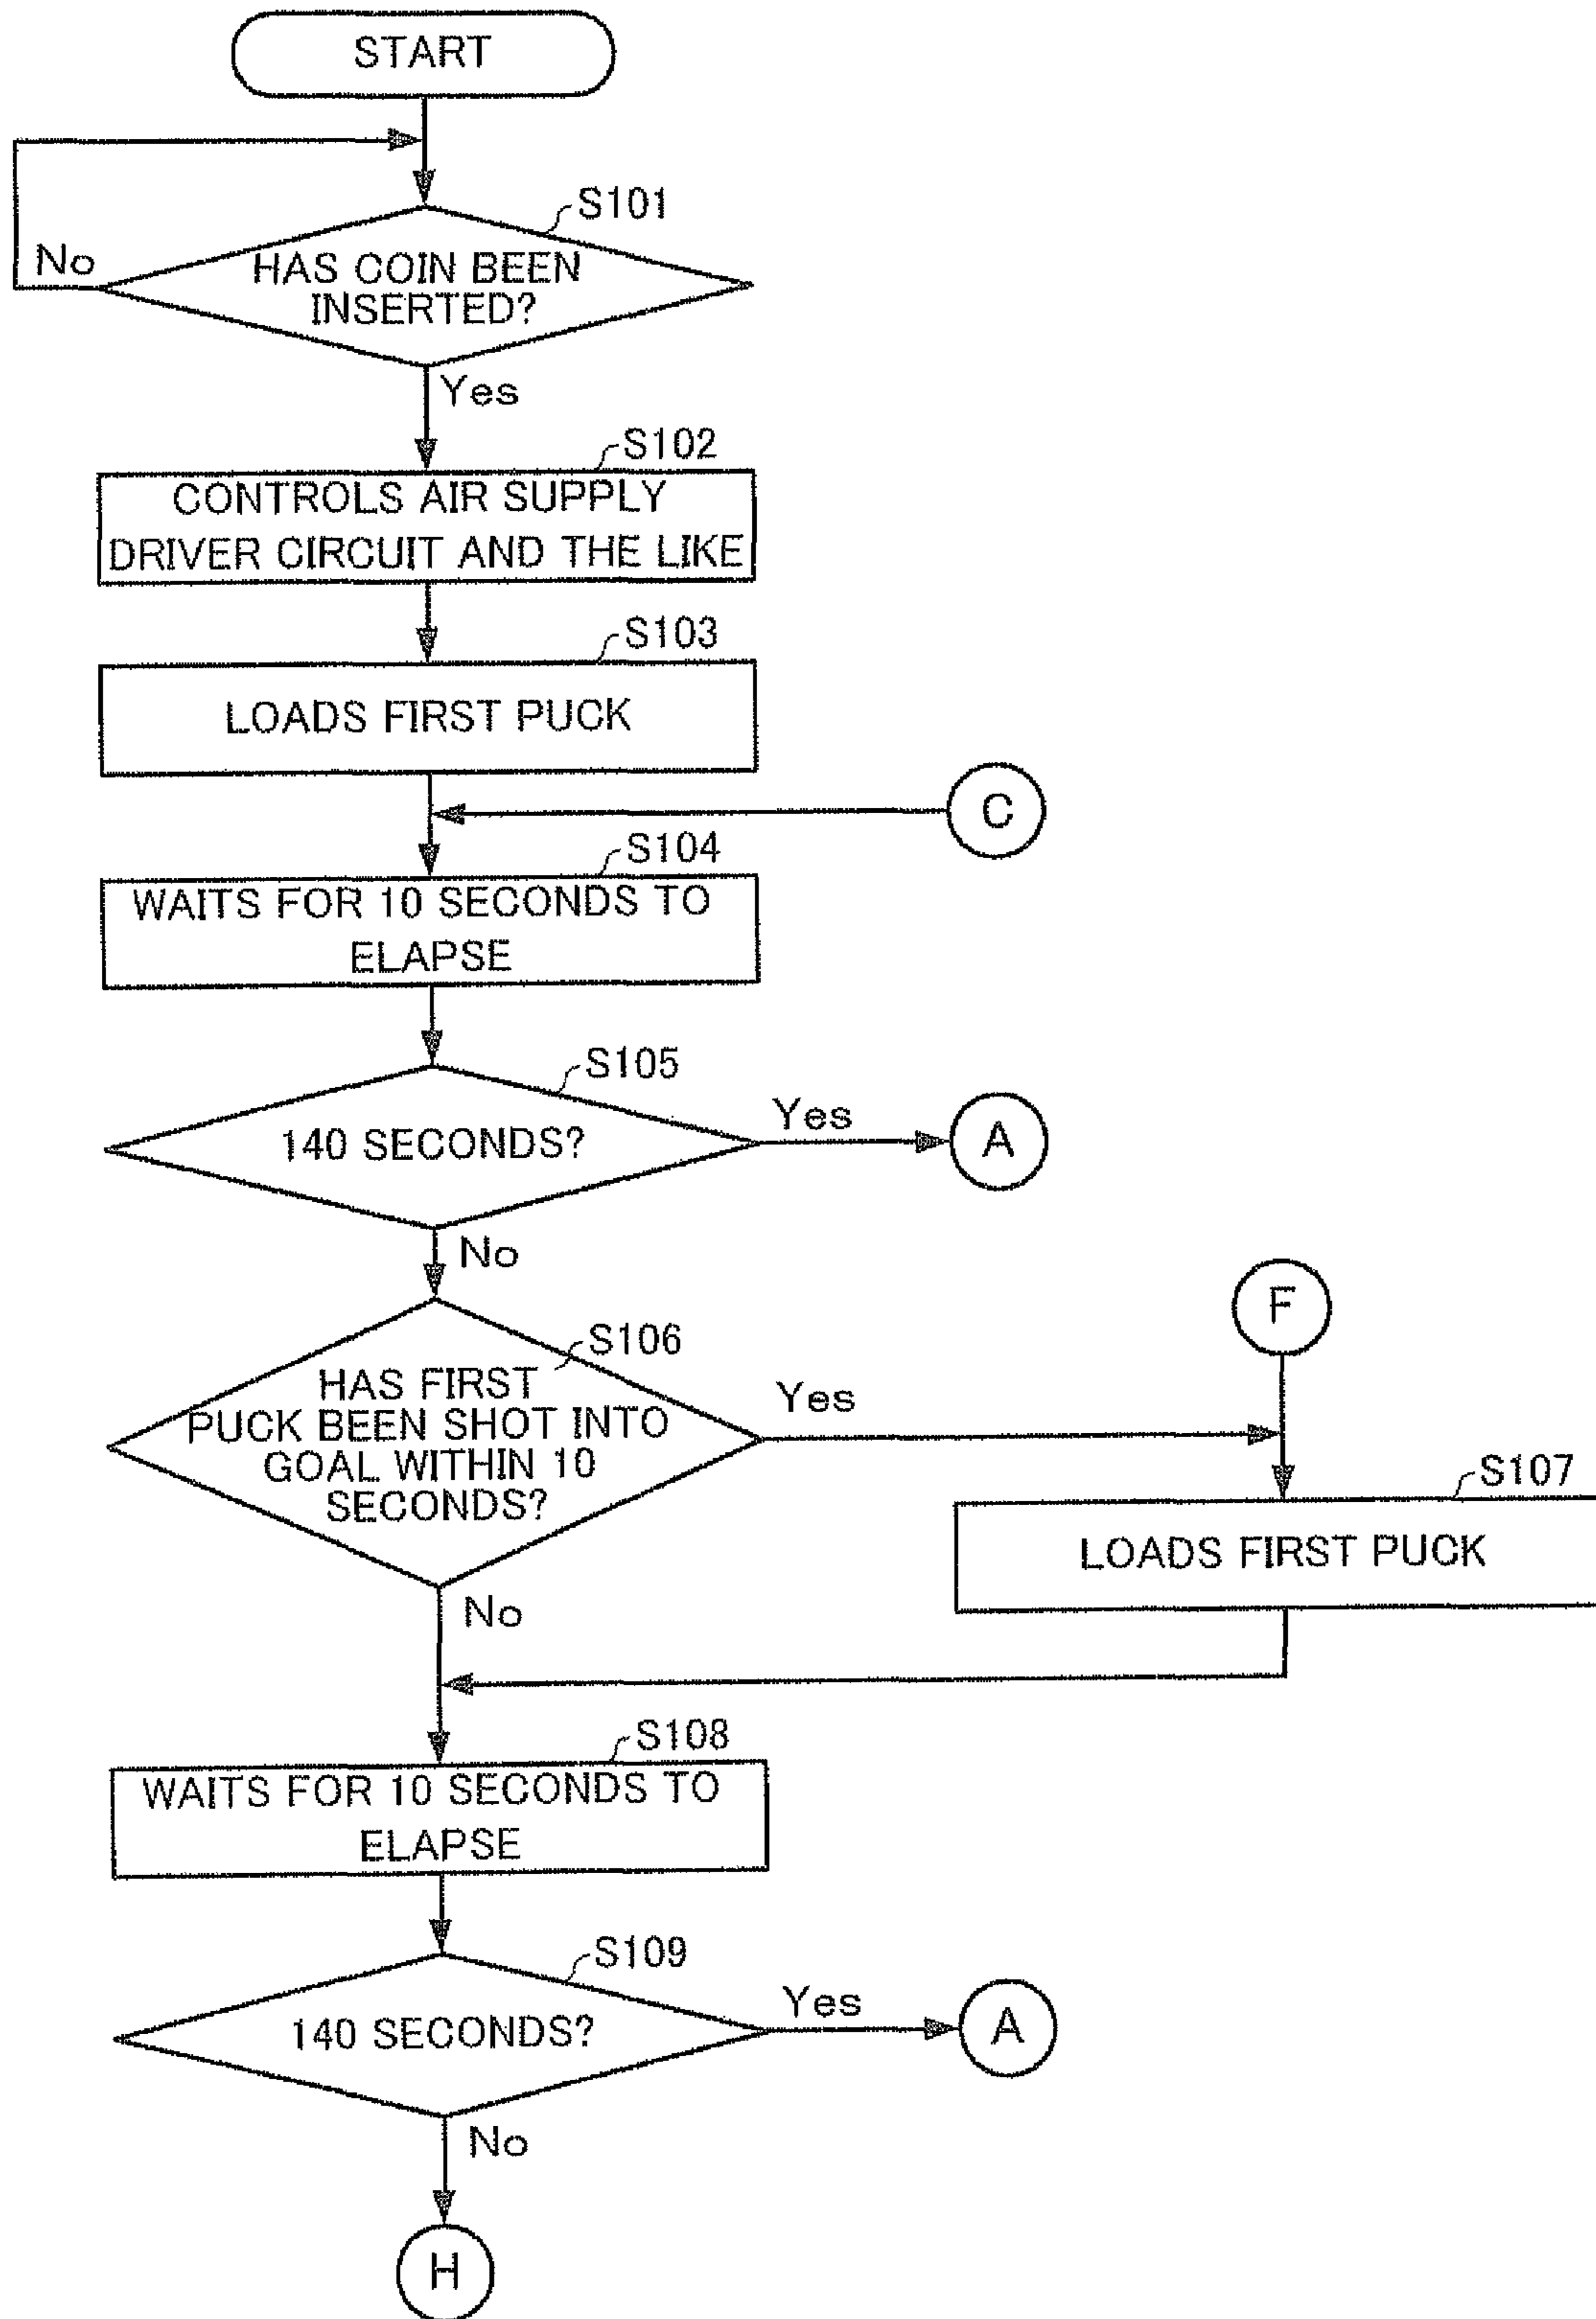 START
S101
No
HAS COIN BEEN
INSERTED?
Yes
S102
CONTROLS AIR SUPPLY
DRIVER CIRCUIT AND THE LIKE
S103
LOADS FIRST PUCK
C
S104
WAITS FOR 10 SECONDS TO
ELAPSE
S105
140 SECONDS?
Yes
A
No
F
S106
HAS FIRST
PUCK BEEN SHOT INTO
GOAL WITHIN 10
SECONDS?
Yes
S107
LOADS FIRST PUCK
No
S108
WAITS FOR 10 SECONDS TO
ELAPSE
S109
140 SECONDS?
Yes
A
No
H